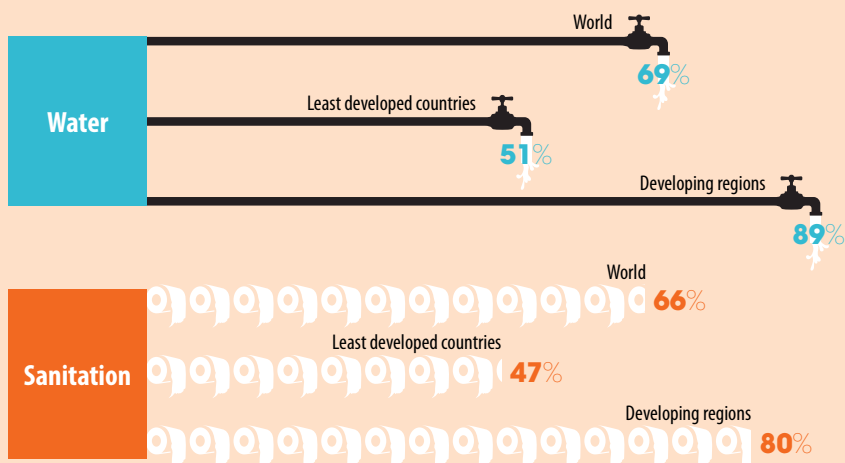 Water
World
69%
Least developed countries
51%
Developing regions
89%
Sanitation
World
66%
Least developed countries
47%
Developing regions
80%